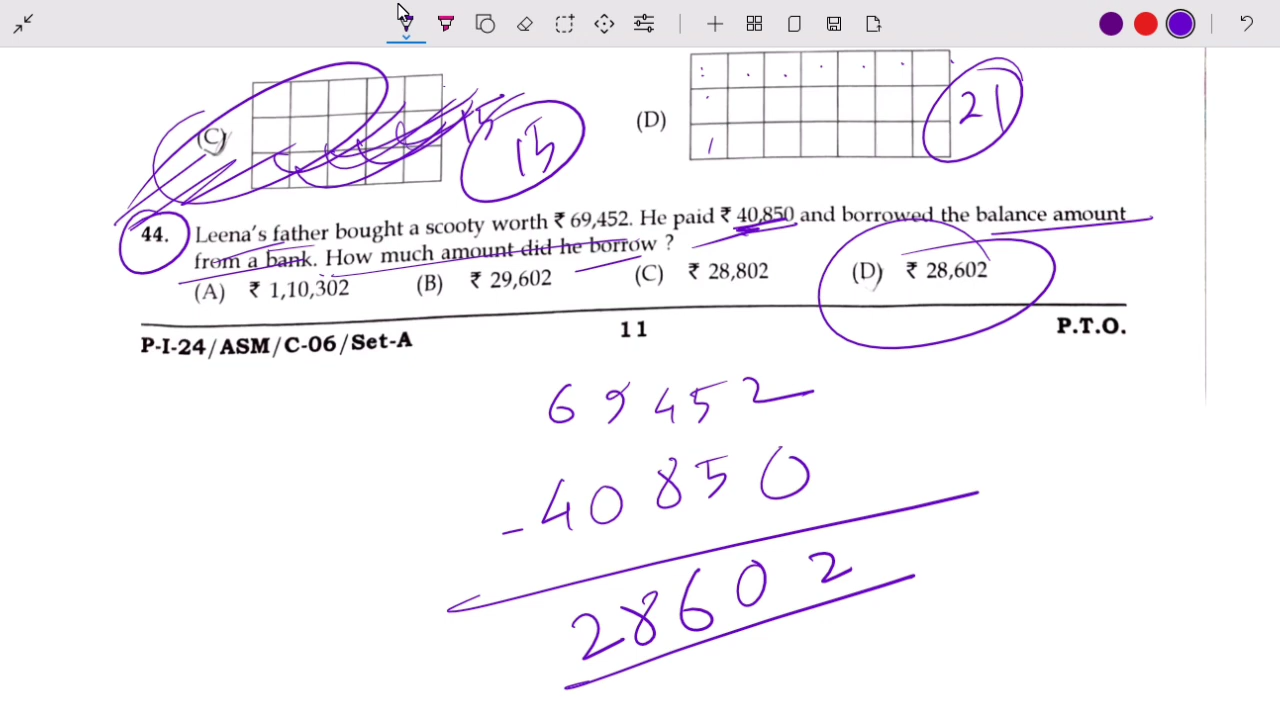 (C)
15
15
(D)
21
44. Leena's father bought a scooty worth ₹ 69,452. He paid ₹ 40,850 and borrowed the balance amount
from a bank. How much amount did he borrow ?
(A) ₹ 1,10,302 (B) ₹ 29,602 (C) ₹ 28,802 (D) ₹ 28,602
P-I-24/ASM/C-06/Set-A 11 P.T.O.
69452
- 40850
28602